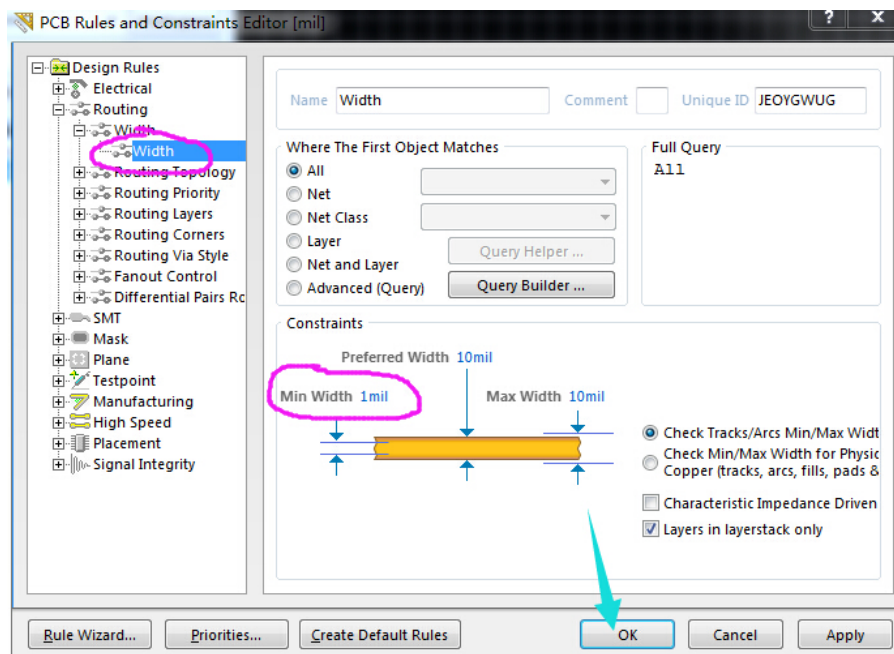 PCB Rules and Constraints Editor [mil]
? x
Design Rules
Electrical
Routing
Width
Width
Routing Topology
Routing Priority
Routing Layers
Routing Corners
Routing Via Style
Fanout Control
Differential Pairs Rc
SMT
Mask
Plane
Testpoint
Manufacturing
High Speed
Placement
Signal Integrity
Name Width Comment Unique ID JEOYGWUG
Where The First Object Matches
All
Net
Net Class
Layer
Net and Layer
Advanced (Query)
Query Helper ...
Query Builder ...
Full Query
All
Constraints
Preferred Width 10mil
Min Width 1mil Max Width 10mil
Check Tracks/Arcs Min/Max Widt
Check Min/Max Width for Physic
Copper (tracks, arcs, fills, pads &
Characteristic Impedance Driven
Layers in layerstack only
Rule Wizard... Priorities... Create Default Rules OK Cancel Apply